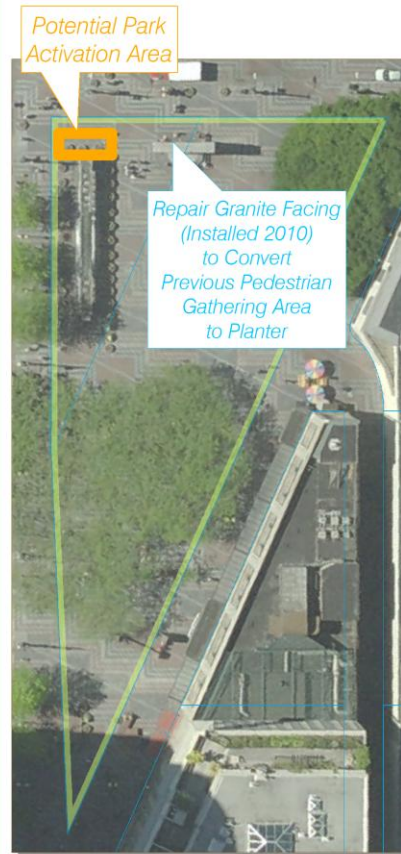 Potential Park
Activation Area
Repair Granite Facing
(Installed 2010)
to Convert
Previous Pedestrian
Gathering Area
to Planter